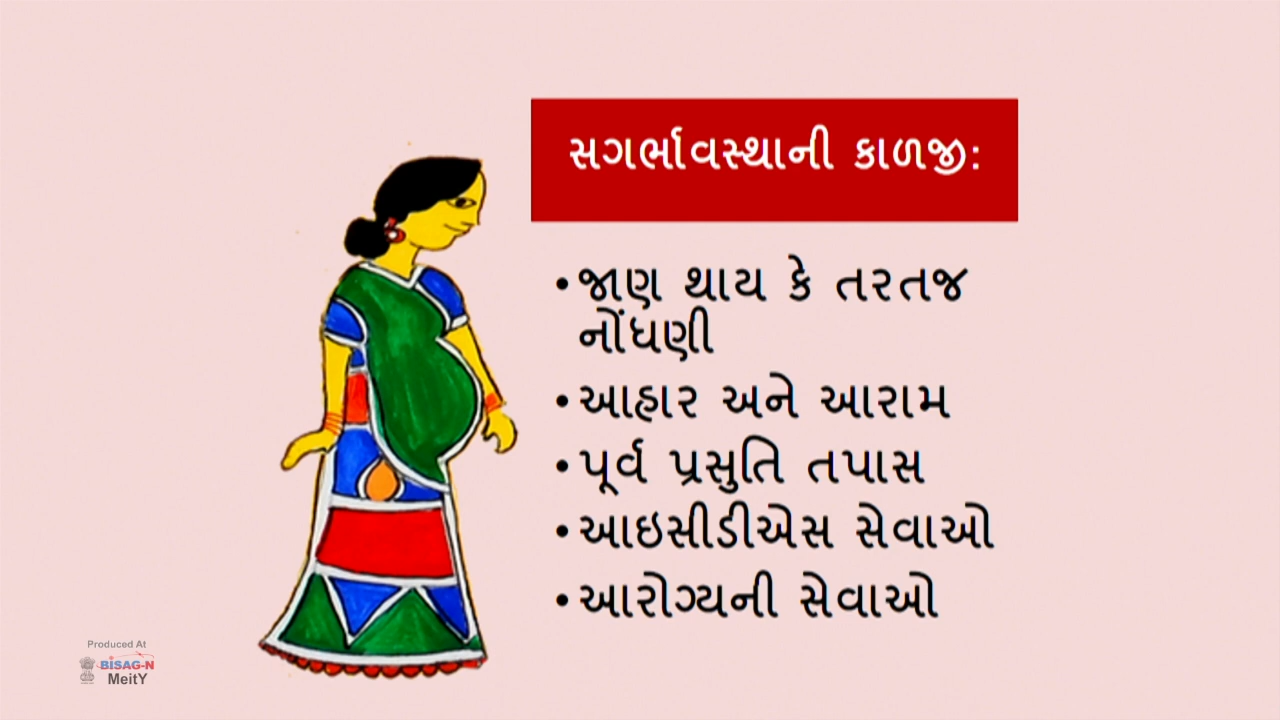 સગર્ભાવસ્થાની કાળજી:
•જાણ થાય કે તરતજ
નોંધણી
•આહાર અને આરામ
•પૂર્વ પ્રસુતિ તપાસ
•આઇસીડીએસ સેવાઓ
•આરોગ્યની સેવાઓ
Produced At
BISAG-N
MeitY